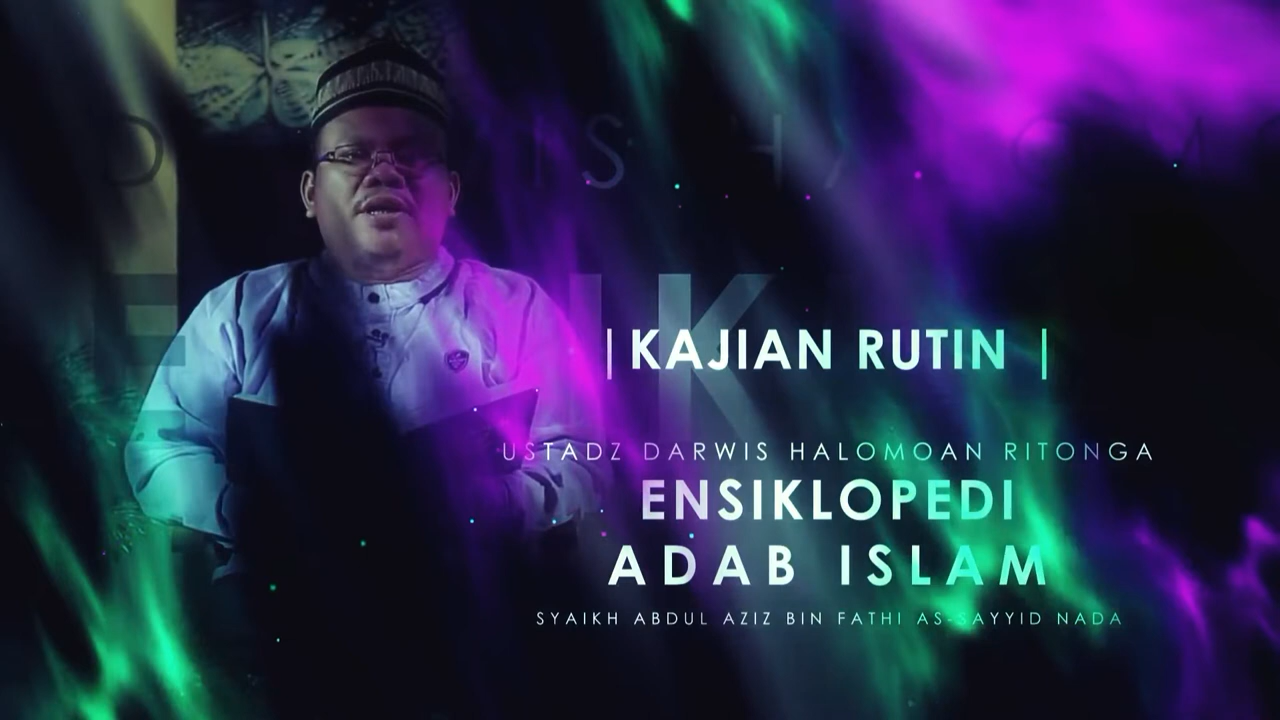 | KAJIAN RUTIN |
USTADZ DARWIS HALOMOAN RITONGA
ENSIKLOPEDI
ADAB ISLAM
SYAIKH ABDUL AZIZ BIN FATHI AS-SAYYID NADA